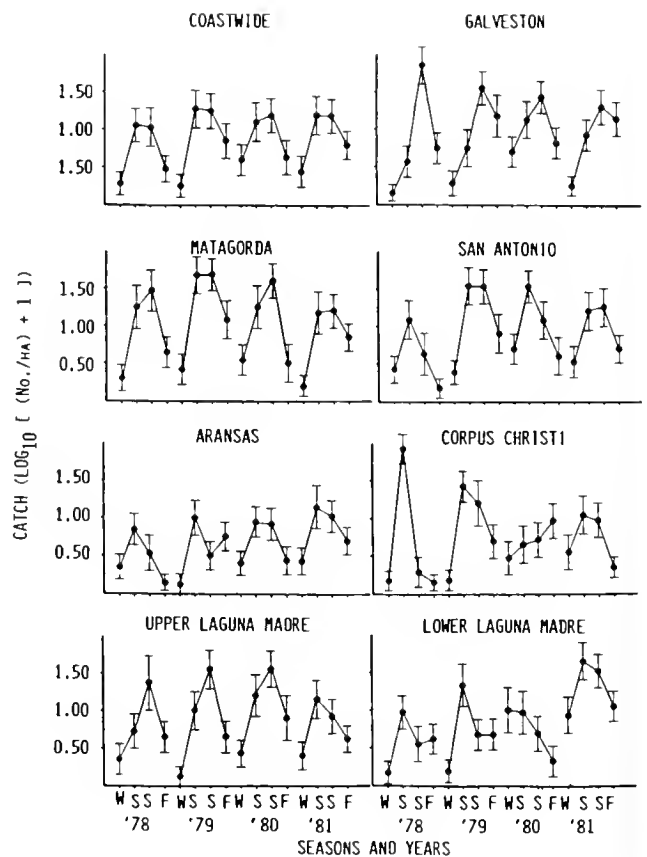 COASTWIDE GALVESTON
1.50
1.00
1.50
MATAGORDA SAN ANTONIO
1.50
1.00
0.50
CATCH (LOG10 [ (No./HA) + 1 ])
ARANSAS CORPUS CHRISTI
1.50
1.00
0.50
UPPER LAGUNA MADRE LOWER LAGUNA MADRE
1.50
1.00
0.50
W S S F W S S F W S S F W S S F W S S F W S S F W S S F W S S F
'78 '79 '80 '81 '78 '79 '80 '81
SEASONS AND YEARS